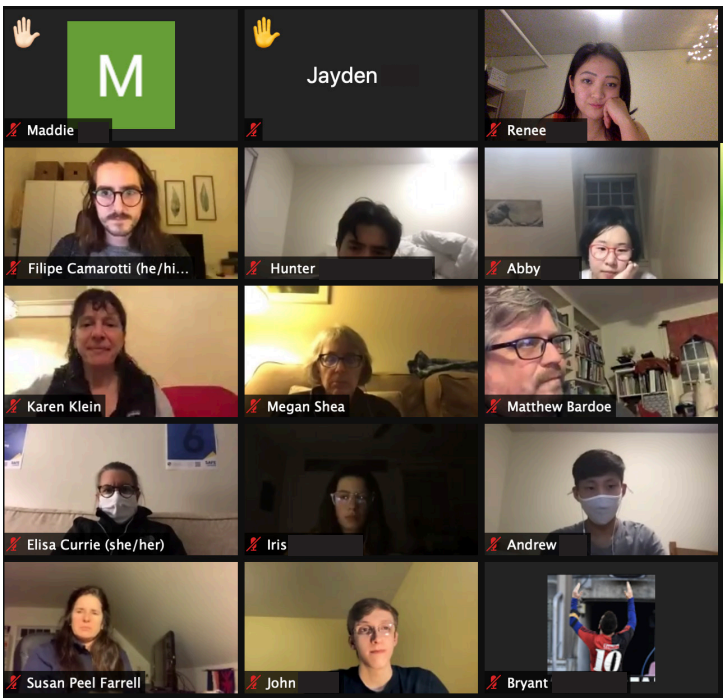 M
Maddie
Jayden
Renee
Filipe Camarotti (he/hi...
Hunter
Abby
Karen Klein
Megan Shea
Matthew Bardoe
6
Elisa Currie (she/her)
Iris
Andrew
Susan Peel Farrell
John
10
Bryant